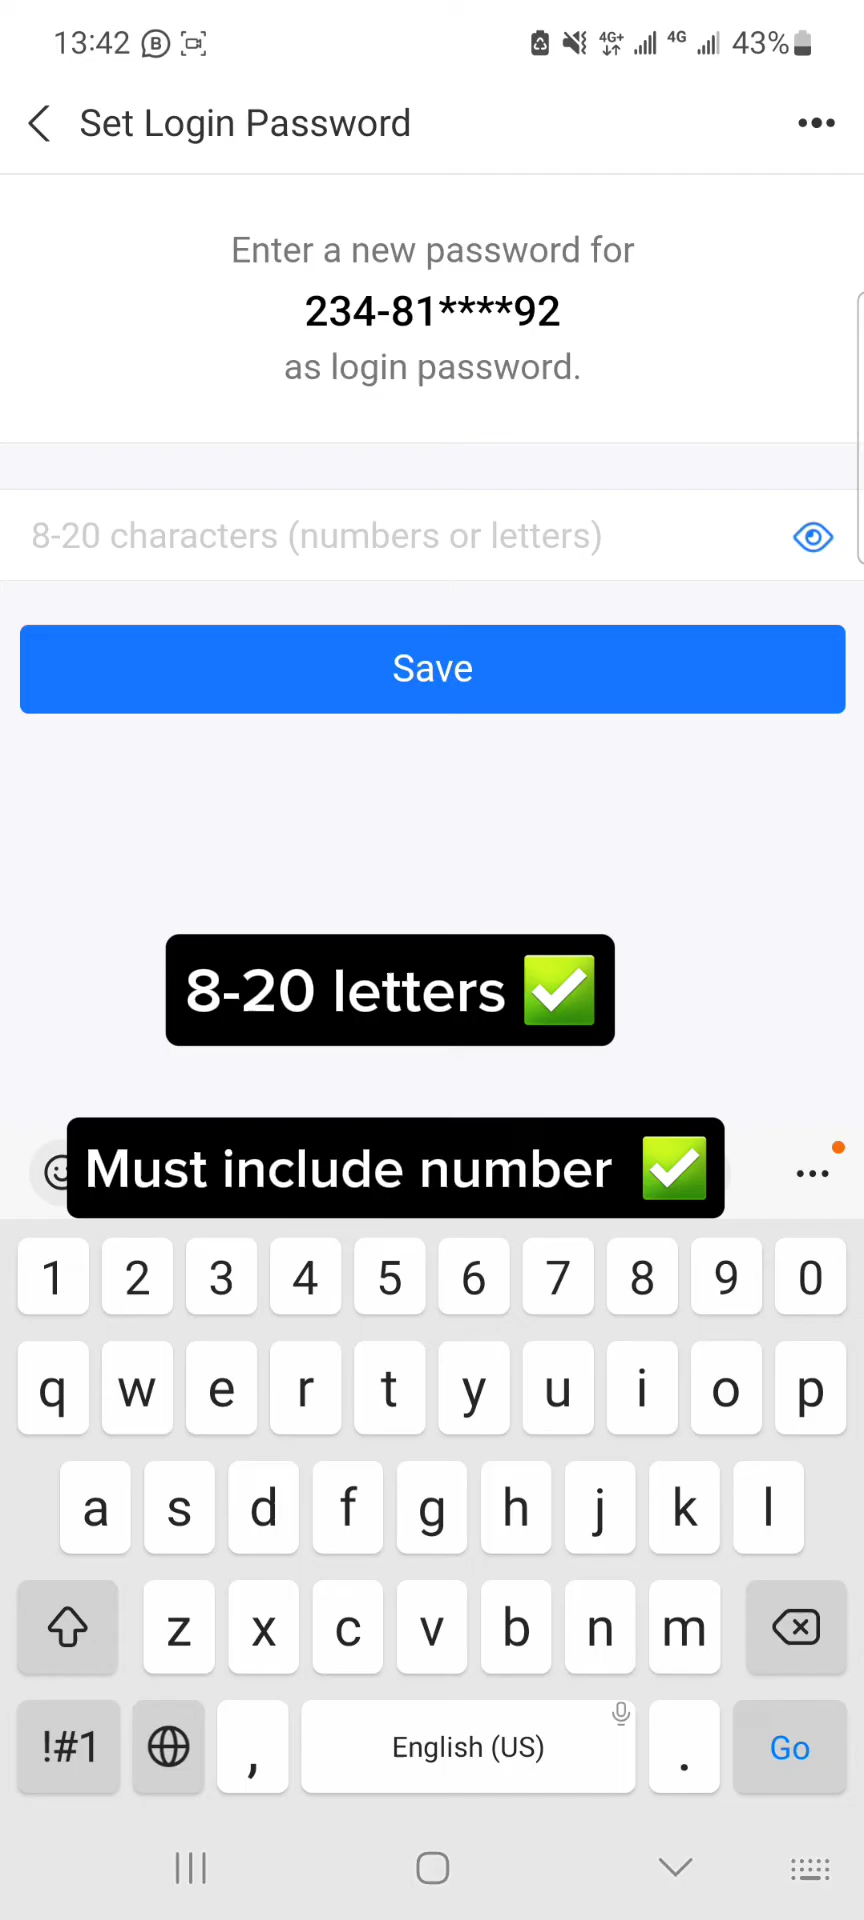 13:42 B 4G+ 4G 43%
Set Login Password
Enter a new password for
234-81****92
as login password.
8-20 characters (numbers or letters)
Save
8-20 letters ✅
Must include number ✅
1 2 3 4 5 6 7 8 9 0
q w e r t y u i o p
a s d f g h j k l
z x c v b n m
!#1 , English (US) . Go